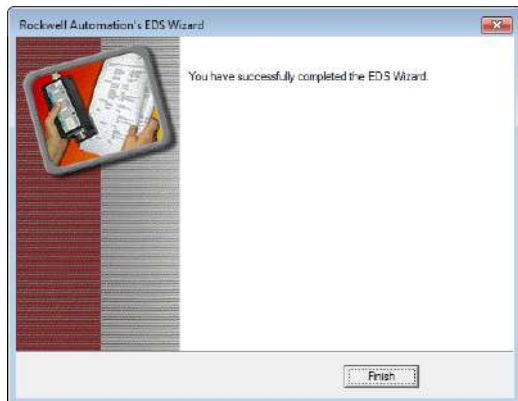 Rockwell Automation's EDS Wizard
You have successfully completed the EDS Wizard.
Finish